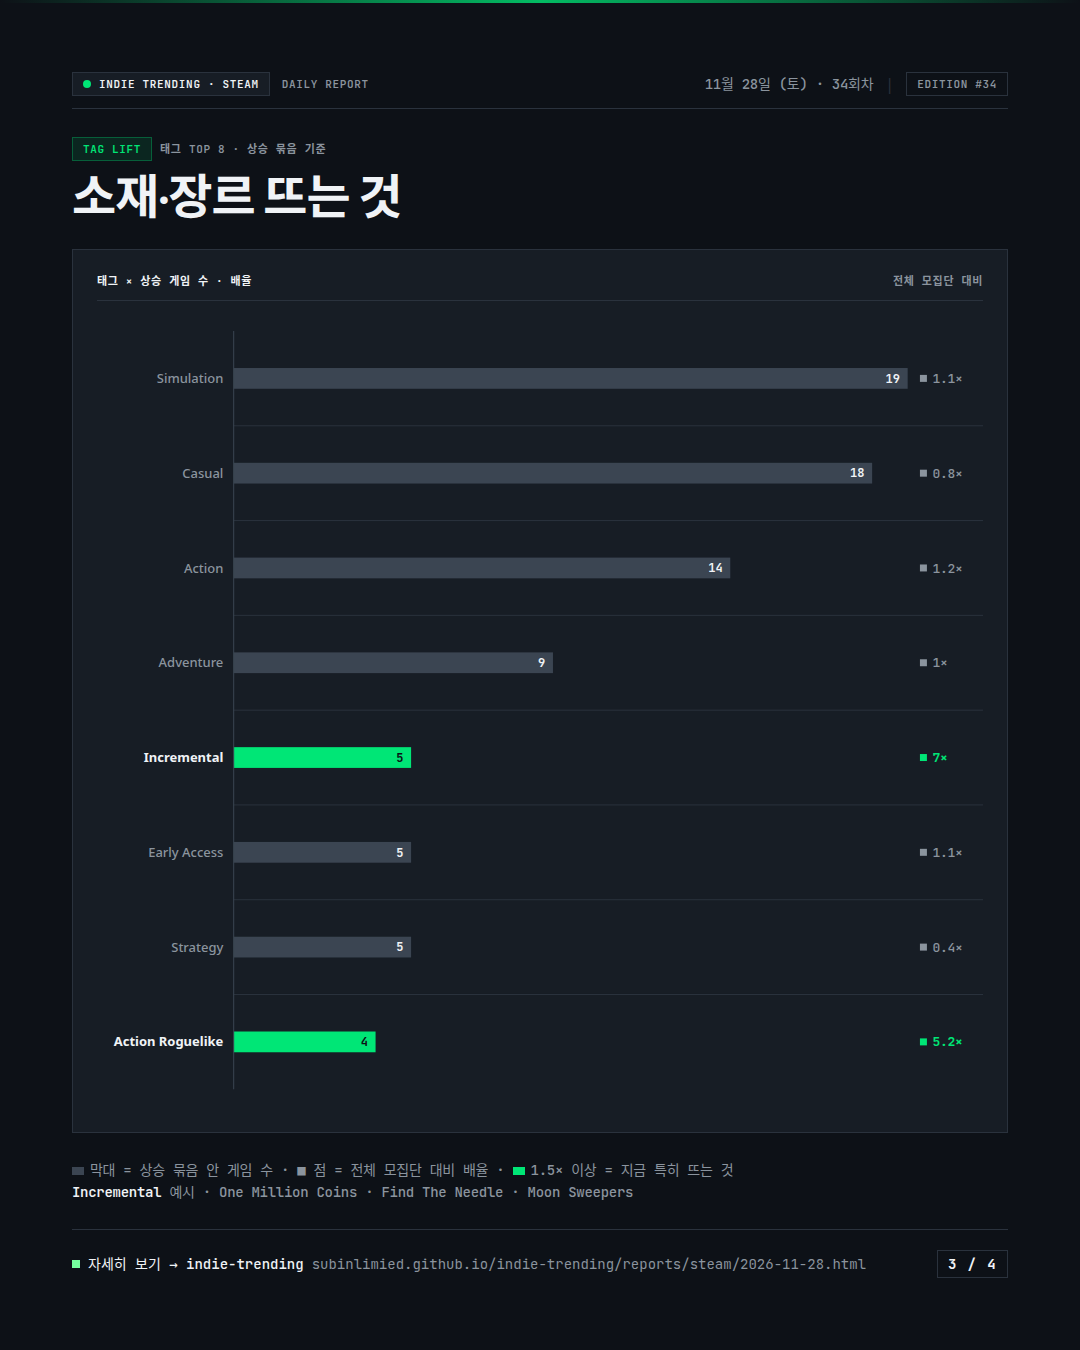 INDIE TRENDING · STEAM DAILY REPORT 11월 28일 (토) · 34회차 EDITION #34
TAG LIFT 태그 TOP 8 · 상승 묶음 기준
소재·장르 뜨는 것
태그 × 상승 게임 수 · 배율 전체 모집단 대비
Simulation 19 1.1×
Casual 18 0.8×
Action 14 1.2×
Adventure 9 1×
Incremental 5 7×
Early Access 5 1.1×
Strategy 5 0.4×
Action Roguelike 4 5.2×
막대 = 상승 묶음 안 게임 수 · 점 = 전체 모집단 대비 배율 · 1.5× 이상 = 지금 특히 뜨는 것
Incremental 예시 · One Million Coins · Find The Needle · Moon Sweepers
자세히 보기 → indie-trending subinlimied.github.io/indie-trending/reports/steam/2026-11-28.html 3 / 4